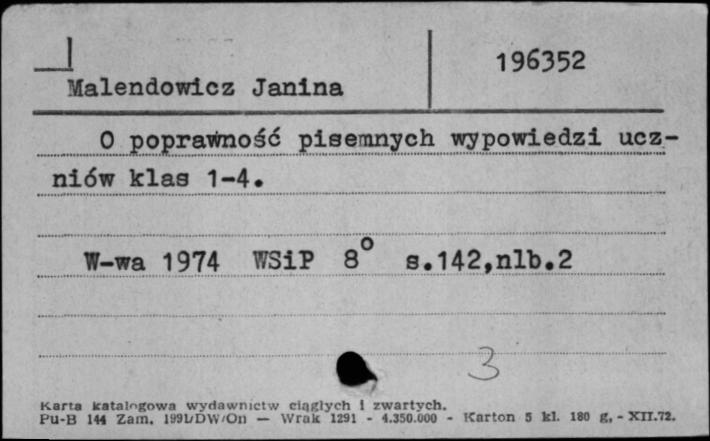 196352
Malendowicz Janina
O poprawność pisemnych wypowiedzi ucz-
niów klas 1-4.
W-wa 1974 WSiP 8° s.142,nlb.2
3
Karta katalogowa wydawnictw ciągłych i zwartych.
Pu-B 144 Zam. 1991/DW/On — Wrak 1291 - 4.350.000 - Karton 5 kl. 180 g. - XII.72.